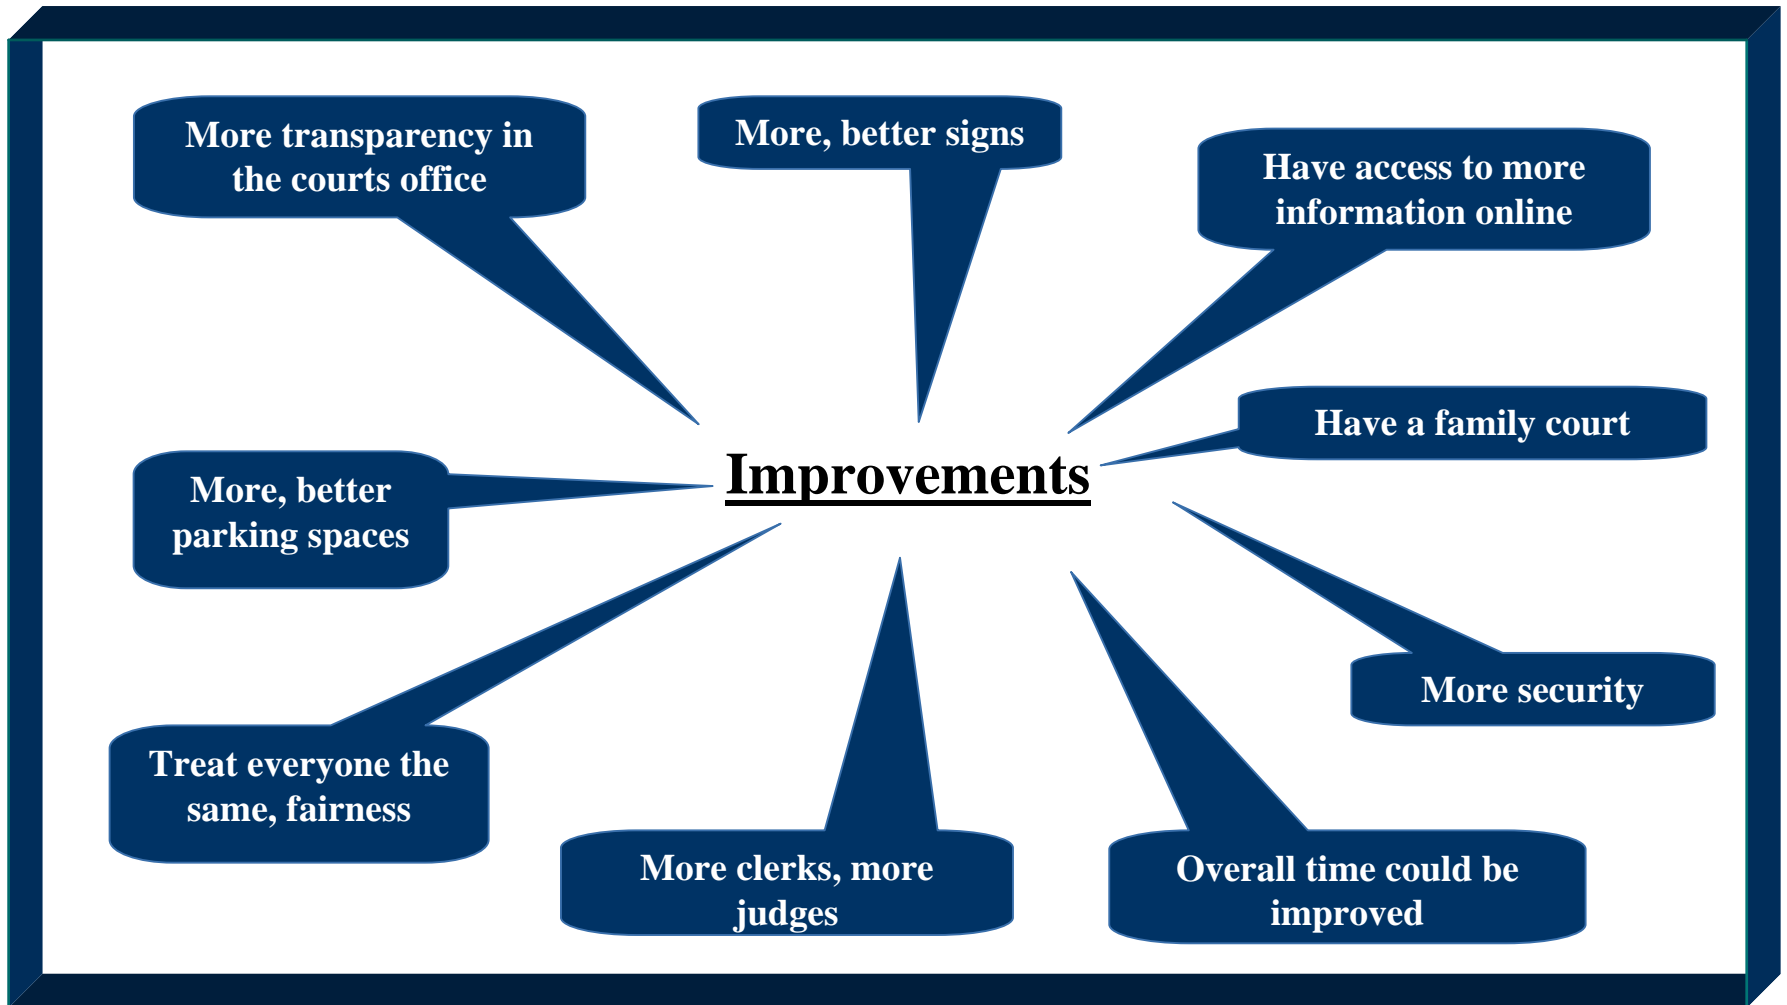 More transparency in
the courts office
More, better signs
Have access to more
information online
Have a family court
Improvements
More, better
parking spaces
More security
Treat everyone the
same, fairness
More clerks, more
judges
Overall time could be
improved